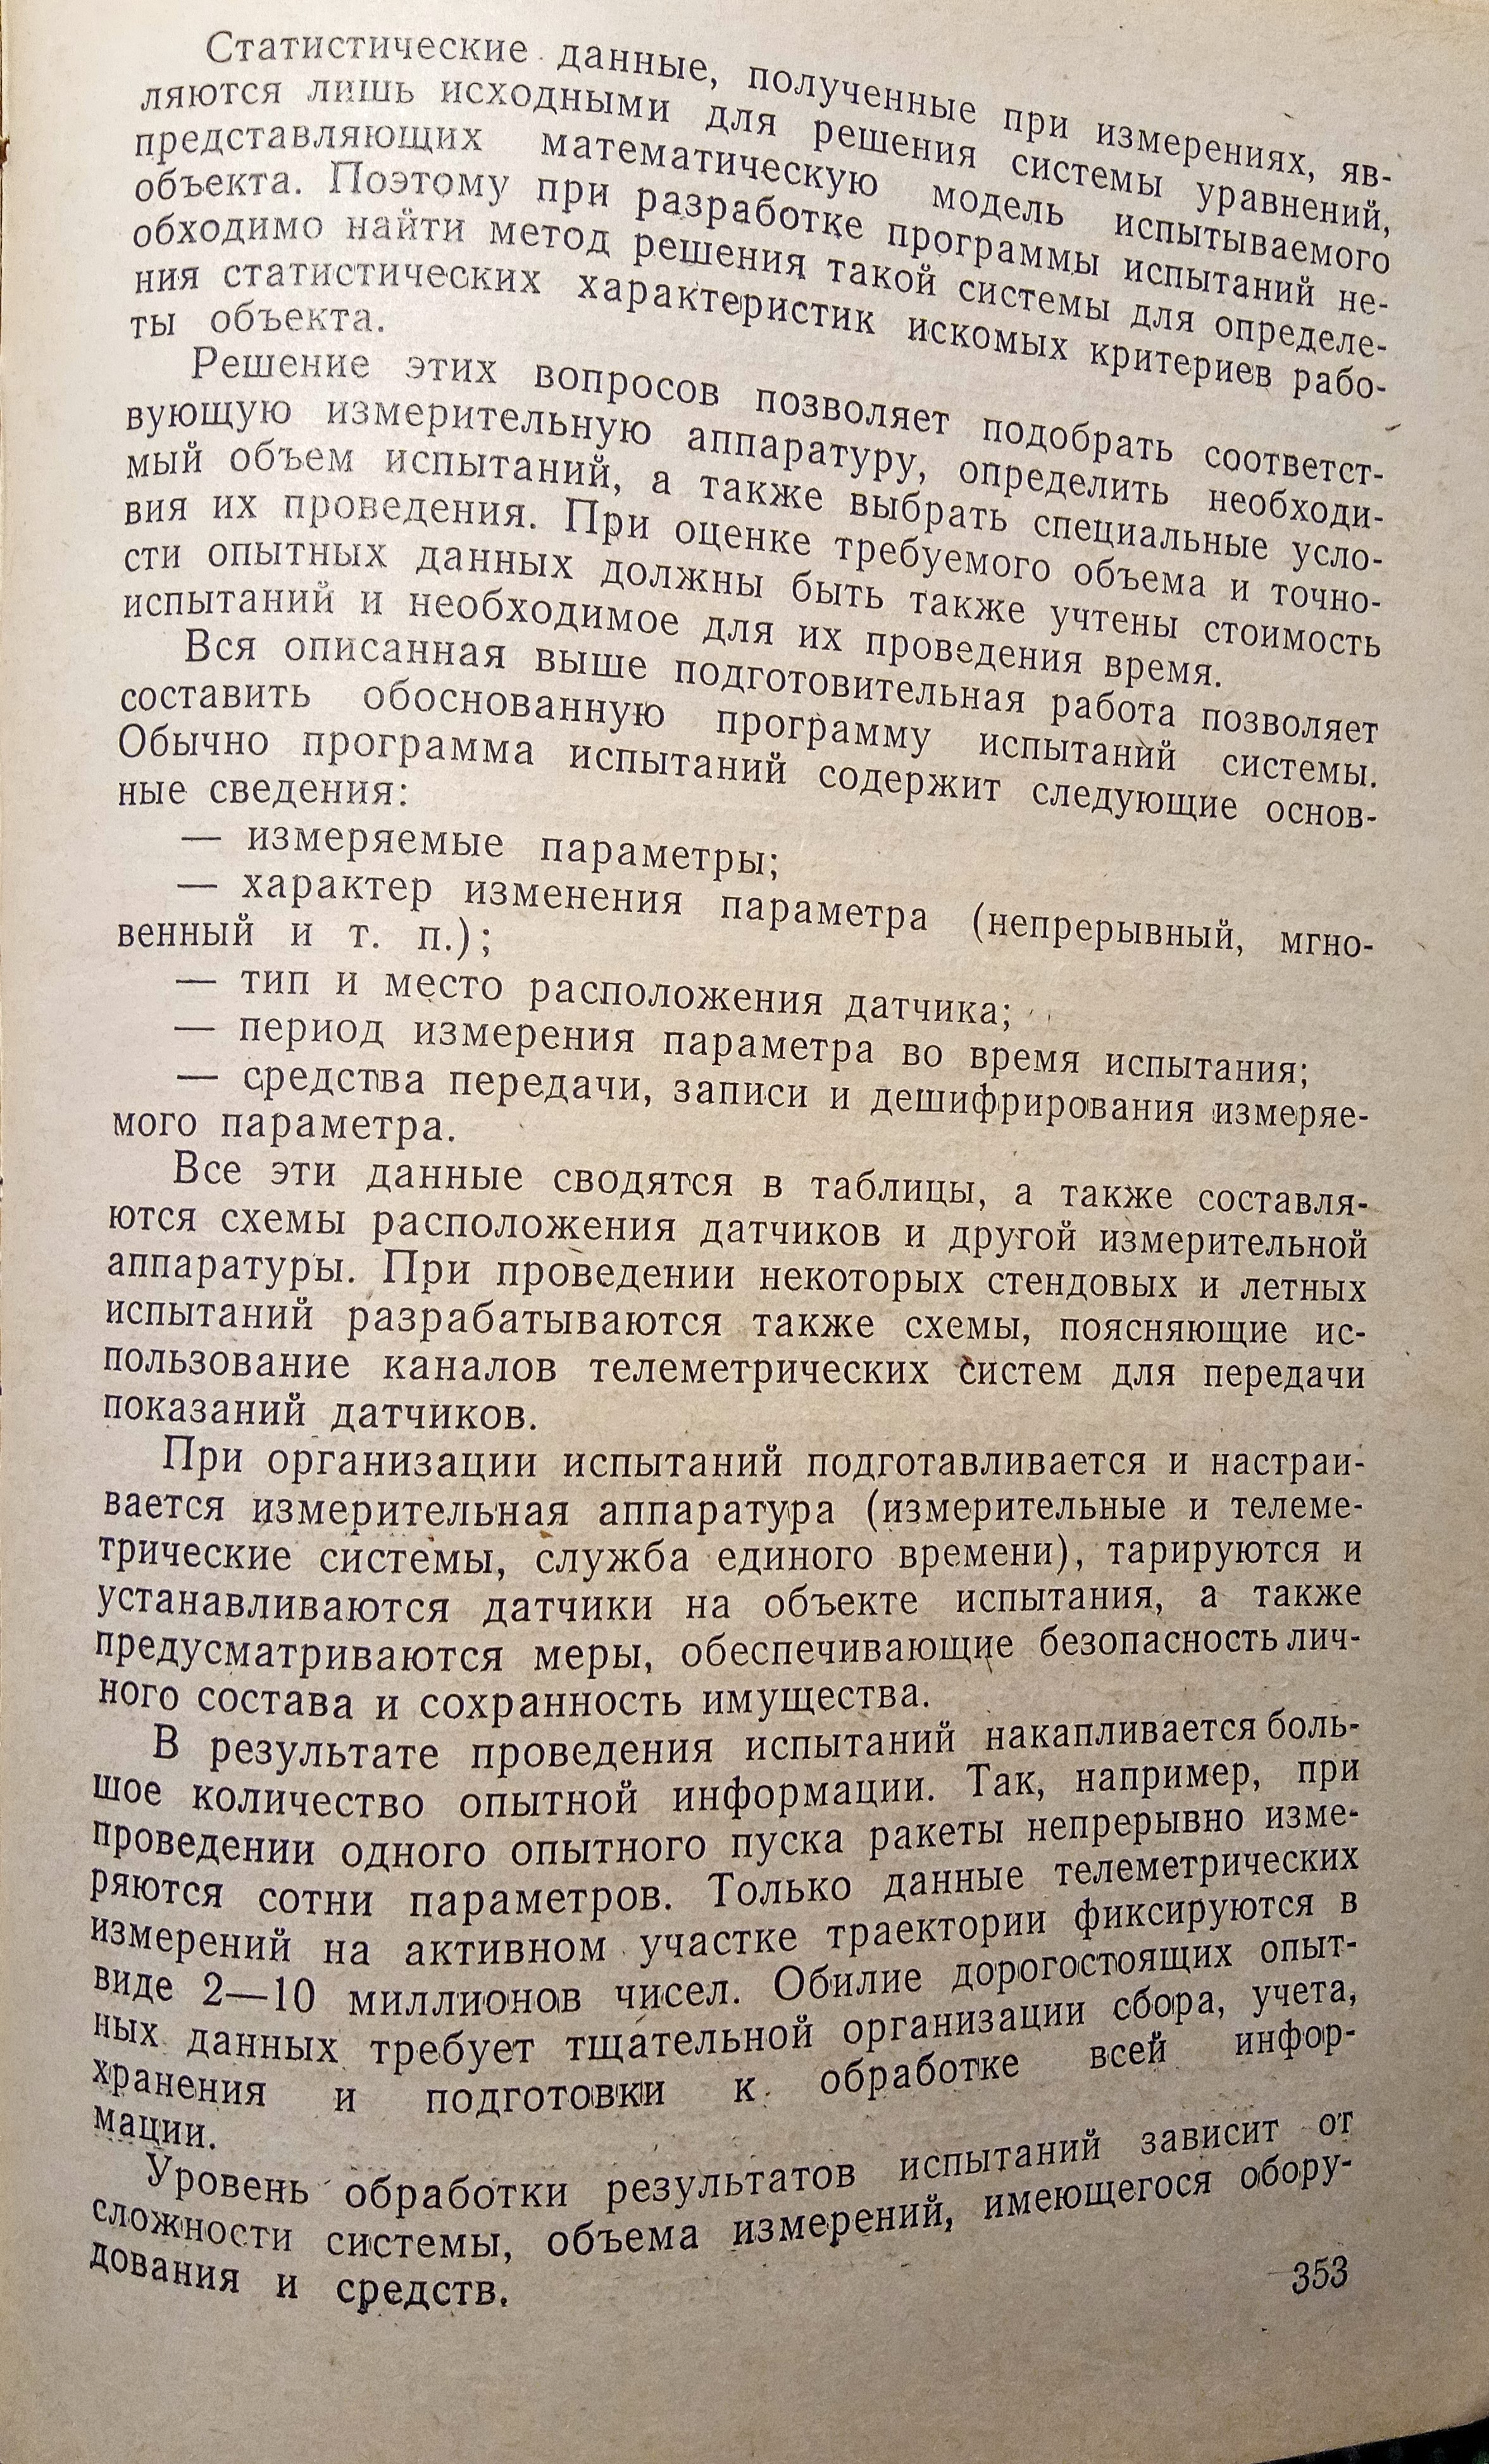 Статистические данные, полученные при измерениях, яв-
ляются лишь исходными для решения системы уравнений,
представляющих математическую модель испытываемого
объекта. Поэтому при разработке программы испытаний не-
обходимо найти метод решения такой системы для определе-
ния статистических характеристик искомых критериев рабо-
ты объекта.
Решение этих вопросов позволяет подобрать соответст-
вующую измерительную аппаратуру, определить необходи-
мый объем испытаний, а также выбрать специальные усло-
вия их проведения. При оценке требуемого объема и точно-
сти опытных данных должны быть также учтены стоимость
испытаний и необходимое для их проведения время.
Вся описанная выше подготовительная работа позволяет
составить обоснованную программу испытаний системы.
Обычно программа испытаний содержит следующие основ-
ные сведения:
— измеряемые параметры;
— характер изменения параметра (непрерывный, мгно-
венный и т. п.);
— тип и место расположения датчика;
— период измерения параметра во время испытания;
— средства передачи, записи и дешифрирования измеряе-
мого параметра.
Все эти данные сводятся в таблицы, а также составля-
ются схемы расположения датчиков и другой измерительной
аппаратуры. При проведении некоторых стендовых и летных
испытаний разрабатываются также схемы, поясняющие ис-
пользование каналов телеметрических систем для передачи
показаний датчиков.
При организации испытаний подготавливается и настраи-
вается измерительная аппаратура (измерительные и телеме-
трические системы, служба единого времени), тарируются и
устанавливаются датчики на объекте испытания, а также
предусматриваются меры, обеспечивающие безопасность лич-
ного состава и сохранность имущества.
В результате проведения испытаний накапливается боль-
шое количество опытной информации. Так, например, при
проведении одного опытного пуска ракеты непрерывно изме-
ряются сотни параметров. Только данные телеметрических
измерений на активном участке траектории фиксируются в
виде 2—10 миллионов чисел. Обилие дорогостоящих опыт-
ных данных требует тщательной организации сбора, учета,
хранения и подготовки к обработке всей инфор-
мации.
Уровень обработки результатов испытаний зависит от
сложности системы, объема измерений, имеющегося обору-
дования и средств.
353